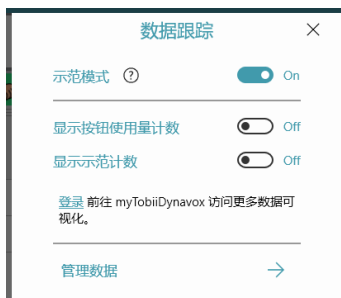 数据跟踪
示范模式 On
显示按钮使用量计数 Off
显示示范计数 Off
登录 前往 myTobiiDynavox 访问更多数据可
视化。
管理数据